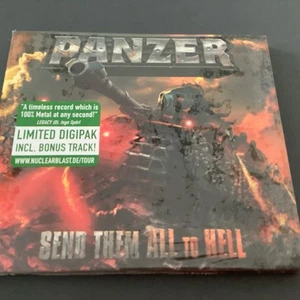 PANZER
"A timeless record which is
100% Metal at any second!"
LIMITED DIGIPAK
INCL. BONUS TRACK!
WWW.NUCLEARBLAST.DE/TOUR
SEND THEM ALL TO HELL